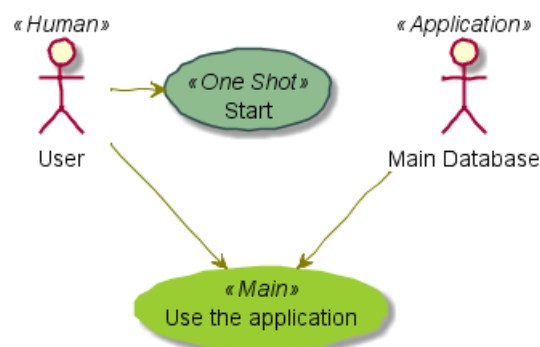 «Human»
«Application»
«One Shot»
Start
User
Main Database
«Main»
Use the application